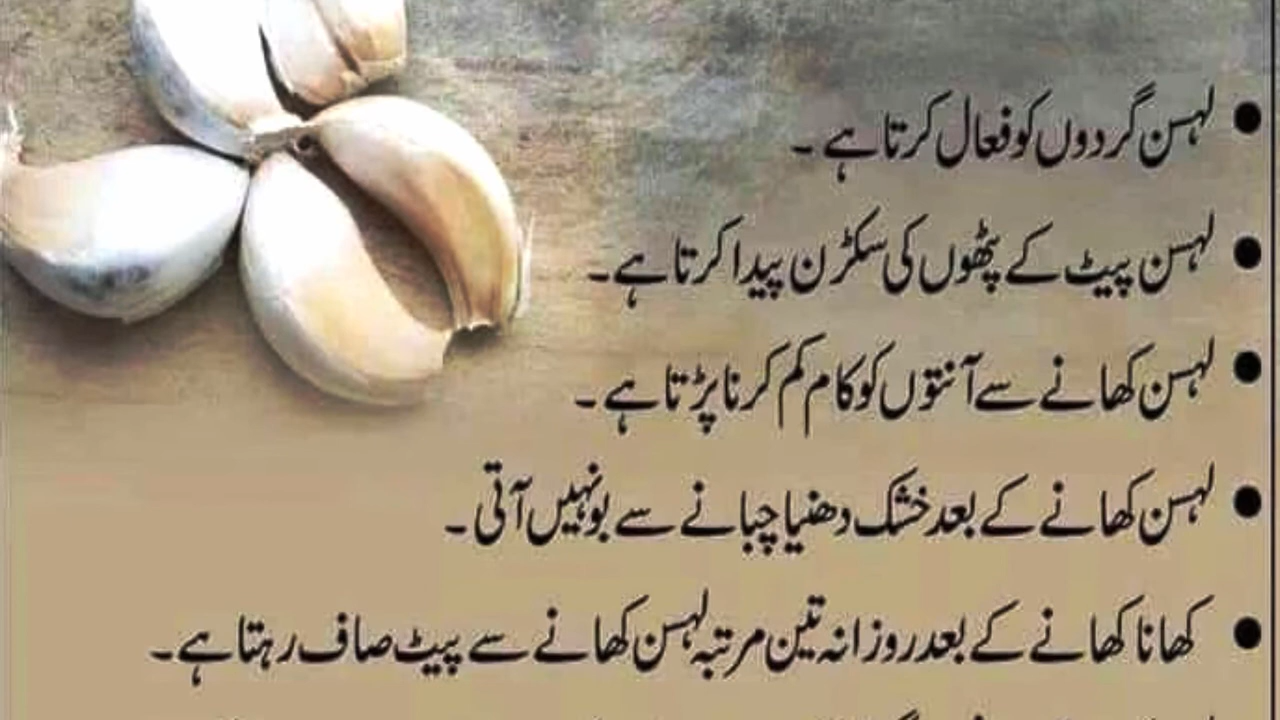 • لہسن گردوں کو فعال کرتا ہے۔
• لہسن پیٹ کے پٹھوں کی سکڑن پیدا کرتا ہے۔
• لہسن کھانے سے آنتوں کو کام کم کرنا پڑتا ہے۔
• لہسن کھانے کے بعد خشک دھنیا چبانے سے بو نہیں آتی۔
• کھانا کھانے کے بعد روزانہ تین مرتبہ لہسن کھانے سے پیٹ صاف رہتا ہے۔